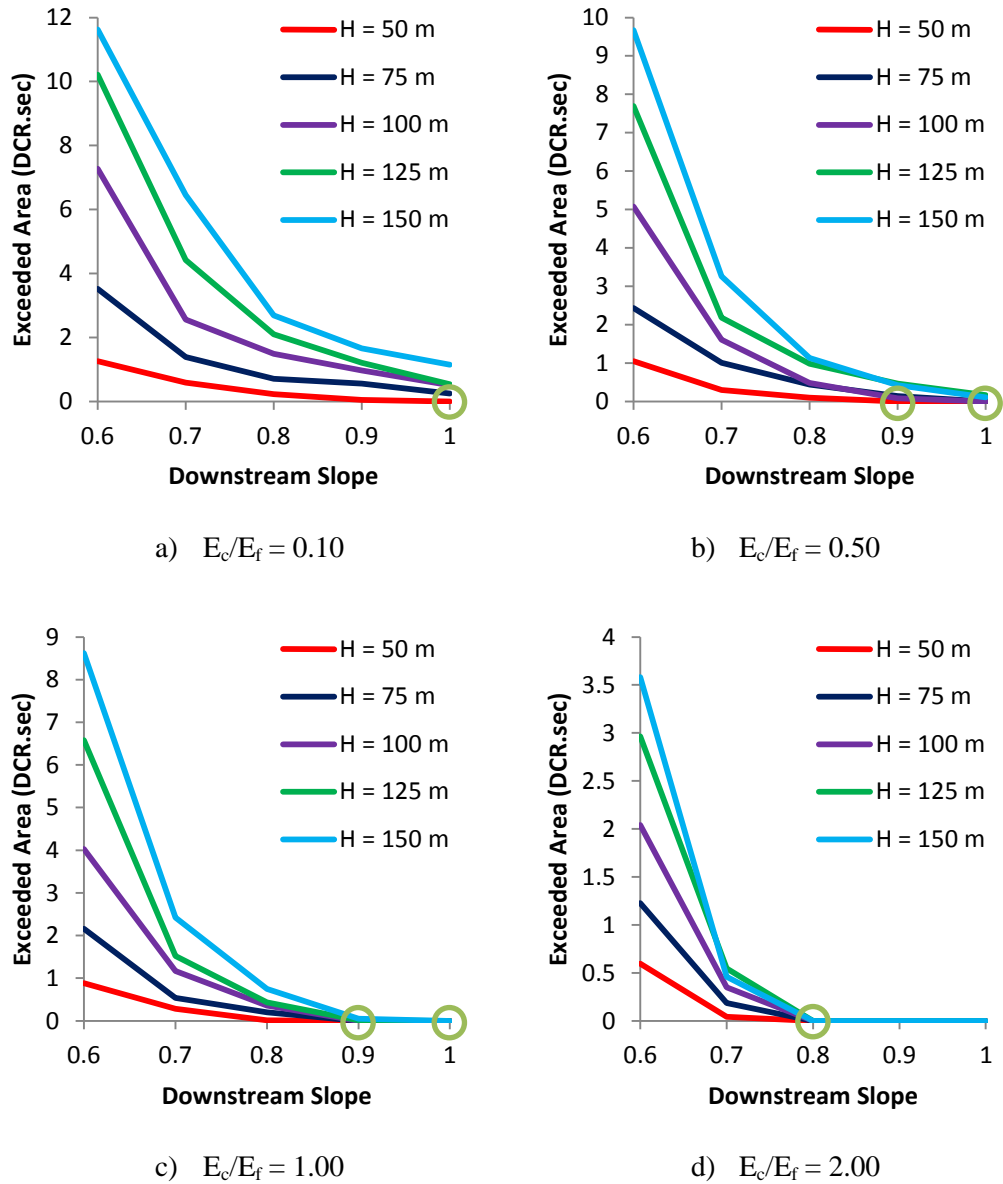 Exceeded Area (DCR.sec)
12
10
8
6
4
2
0
0.6 0.7 0.8 0.9 1
Downstream Slope
H = 50 m
H = 75 m
H = 100 m
H = 125 m
H = 150 m
a) Ec/Ef = 0.10
Exceeded Area (DCR.sec)
10
9
8
7
6
5
4
3
2
1
0
0.6 0.7 0.8 0.9 1
Downstream Slope
H = 50 m
H = 75 m
H = 100 m
H = 125 m
H = 150 m
b) Ec/Ef = 0.50
Exceeded Area (DCR.sec)
9
8
7
6
5
4
3
2
1
0
0.6 0.7 0.8 0.9 1
Downstream Slope
H = 50 m
H = 75 m
H = 100 m
H = 125 m
H = 150 m
c) Ec/Ef = 1.00
Exceeded Area (DCR.sec)
4
3.5
3
2.5
2
1.5
1
0.5
0
0.6 0.7 0.8 0.9 1
Downstream Slope
H = 50 m
H = 75 m
H = 100 m
H = 125 m
H = 150 m
d) Ec/Ef = 2.00